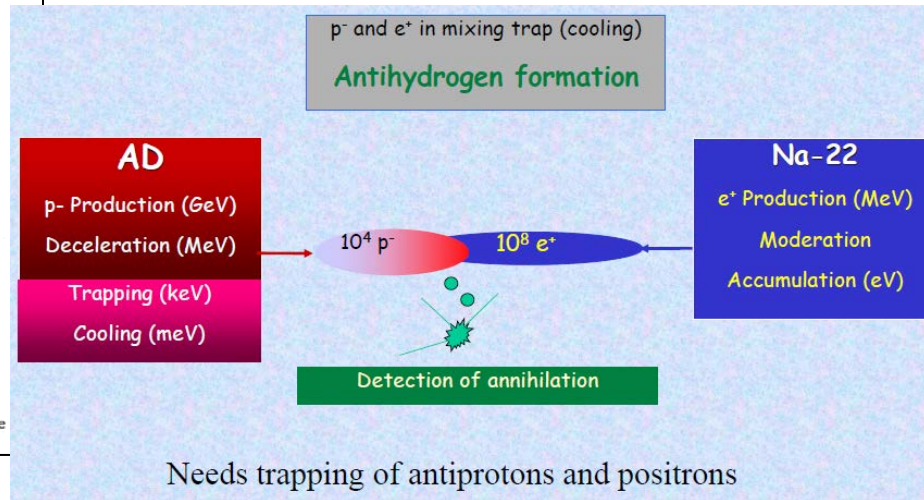 p⁻ and e⁺ in mixing trap (cooling)
Antihydrogen formation
AD
p- Production (GeV)
Deceleration (MeV)
Trapping (keV)
Cooling (meV)
10⁴ p⁻
10⁸ e⁺
Na-22
e⁺ Production (MeV)
Moderation
Accumulation (eV)
Detection of annihilation
e
Needs trapping of antiprotons and positrons